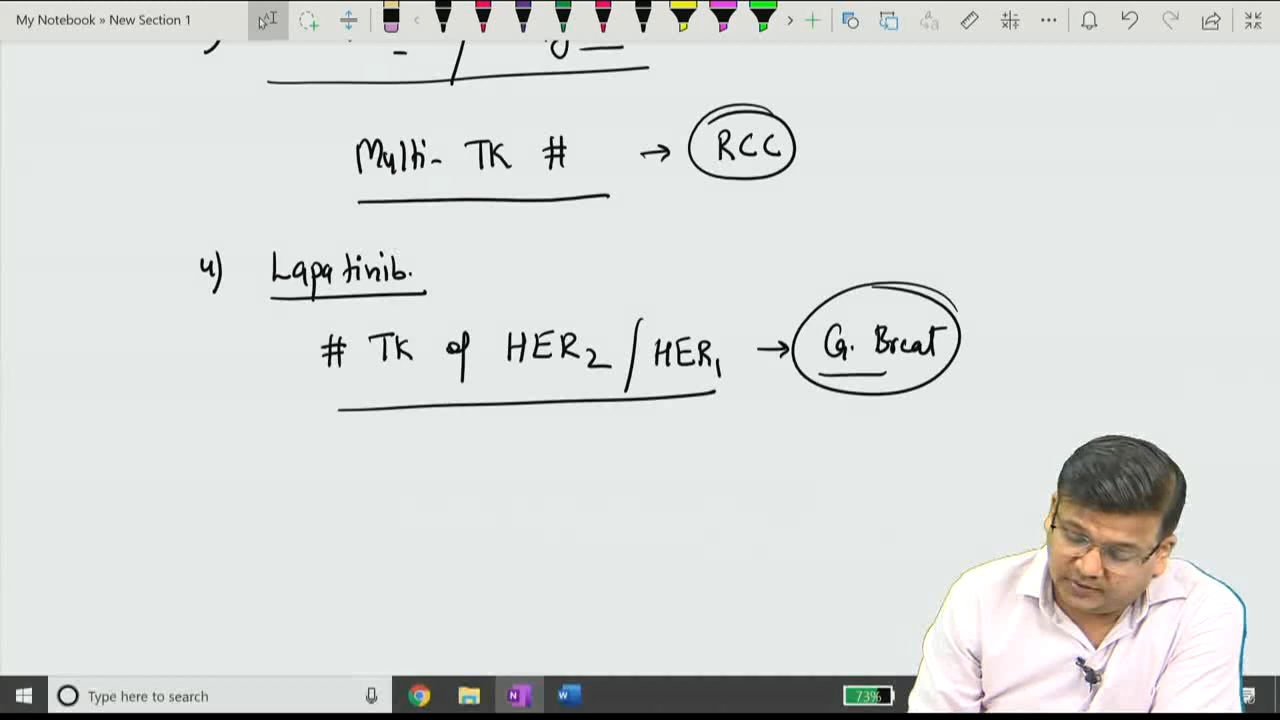 My Notebook » New Section 1
Multi- TK # → RCC
4) Lapatinib.
# TK of HER2 / HER1 → Ca. Breat
Type here to search
73%